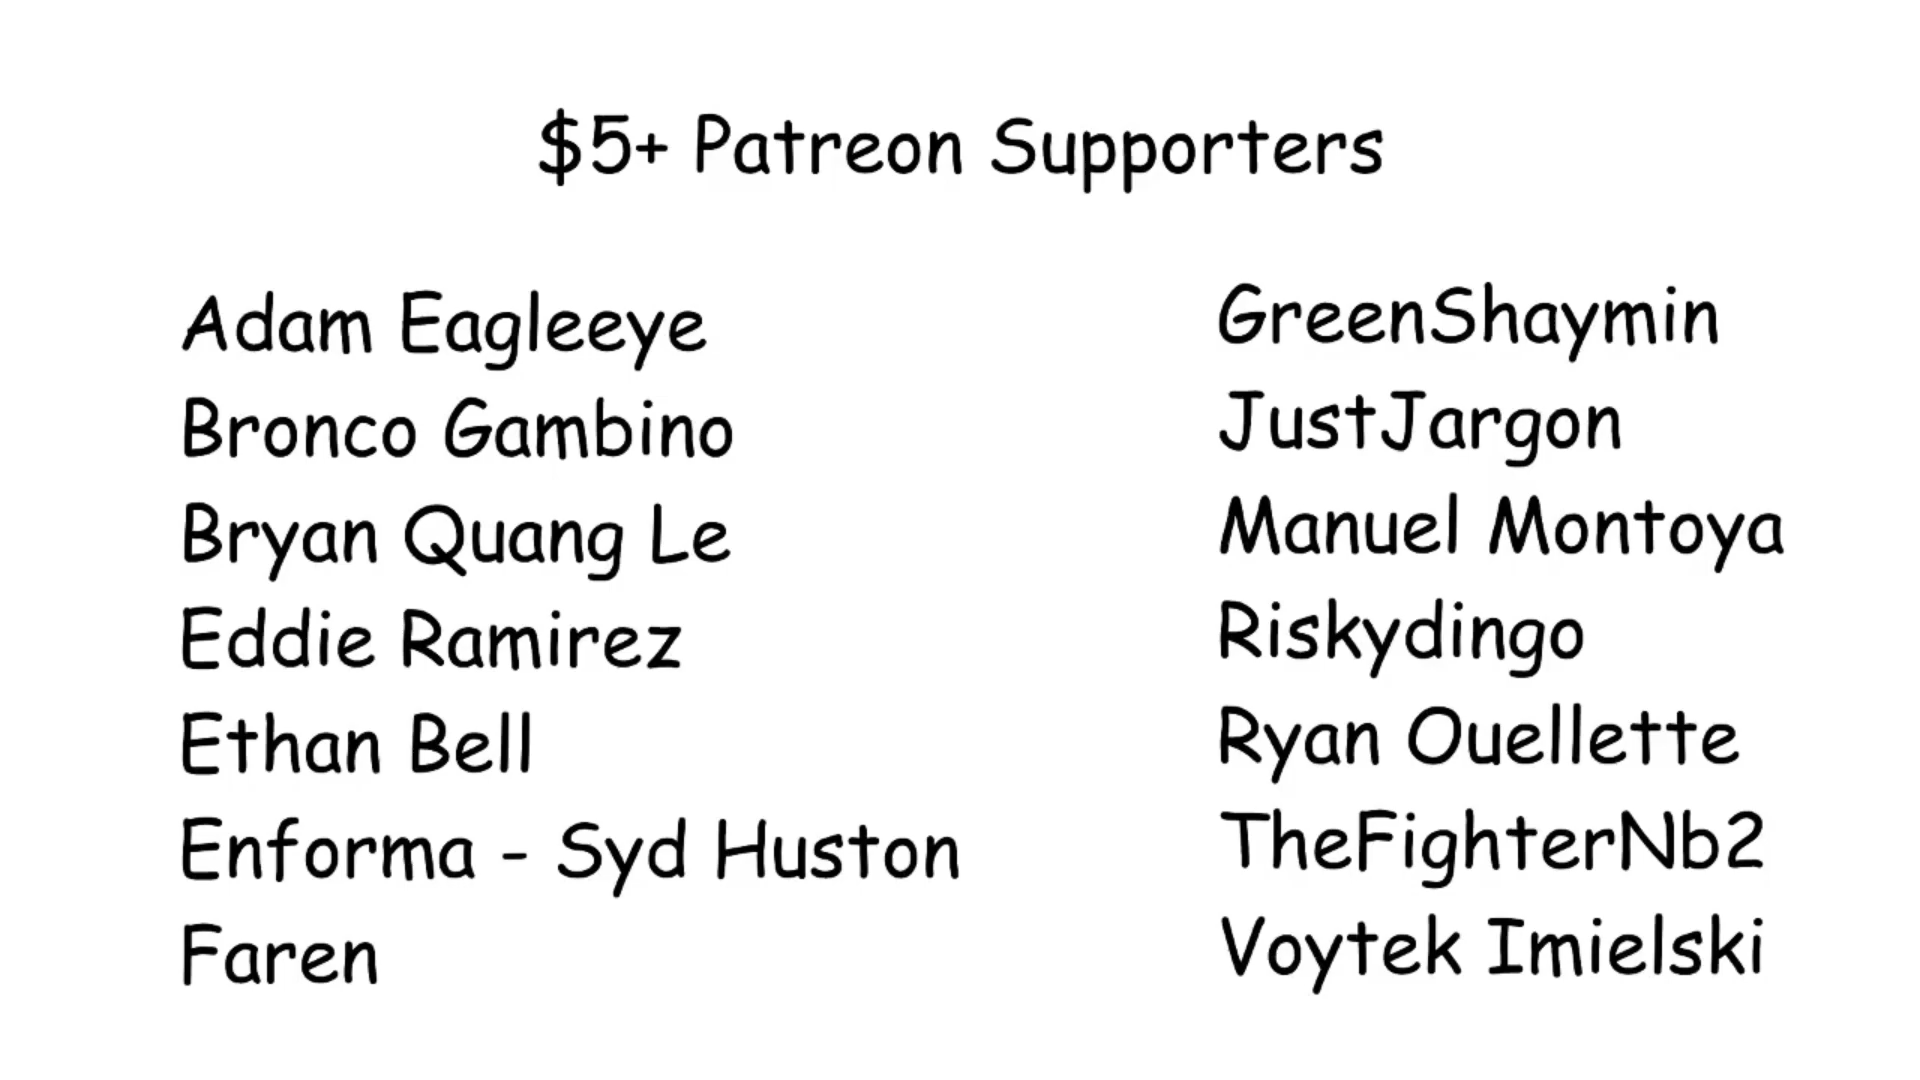 $5+ Patreon Supporters
Adam Eagleeye
Bronco Gambino
Bryan Quang Le
Eddie Ramirez
Ethan Bell
Enforma - Syd Huston
Faren
GreenShaymin
JustJargon
Manuel Montoya
Riskydingo
Ryan Ouellette
TheFighterNb2
Voytek Imielski